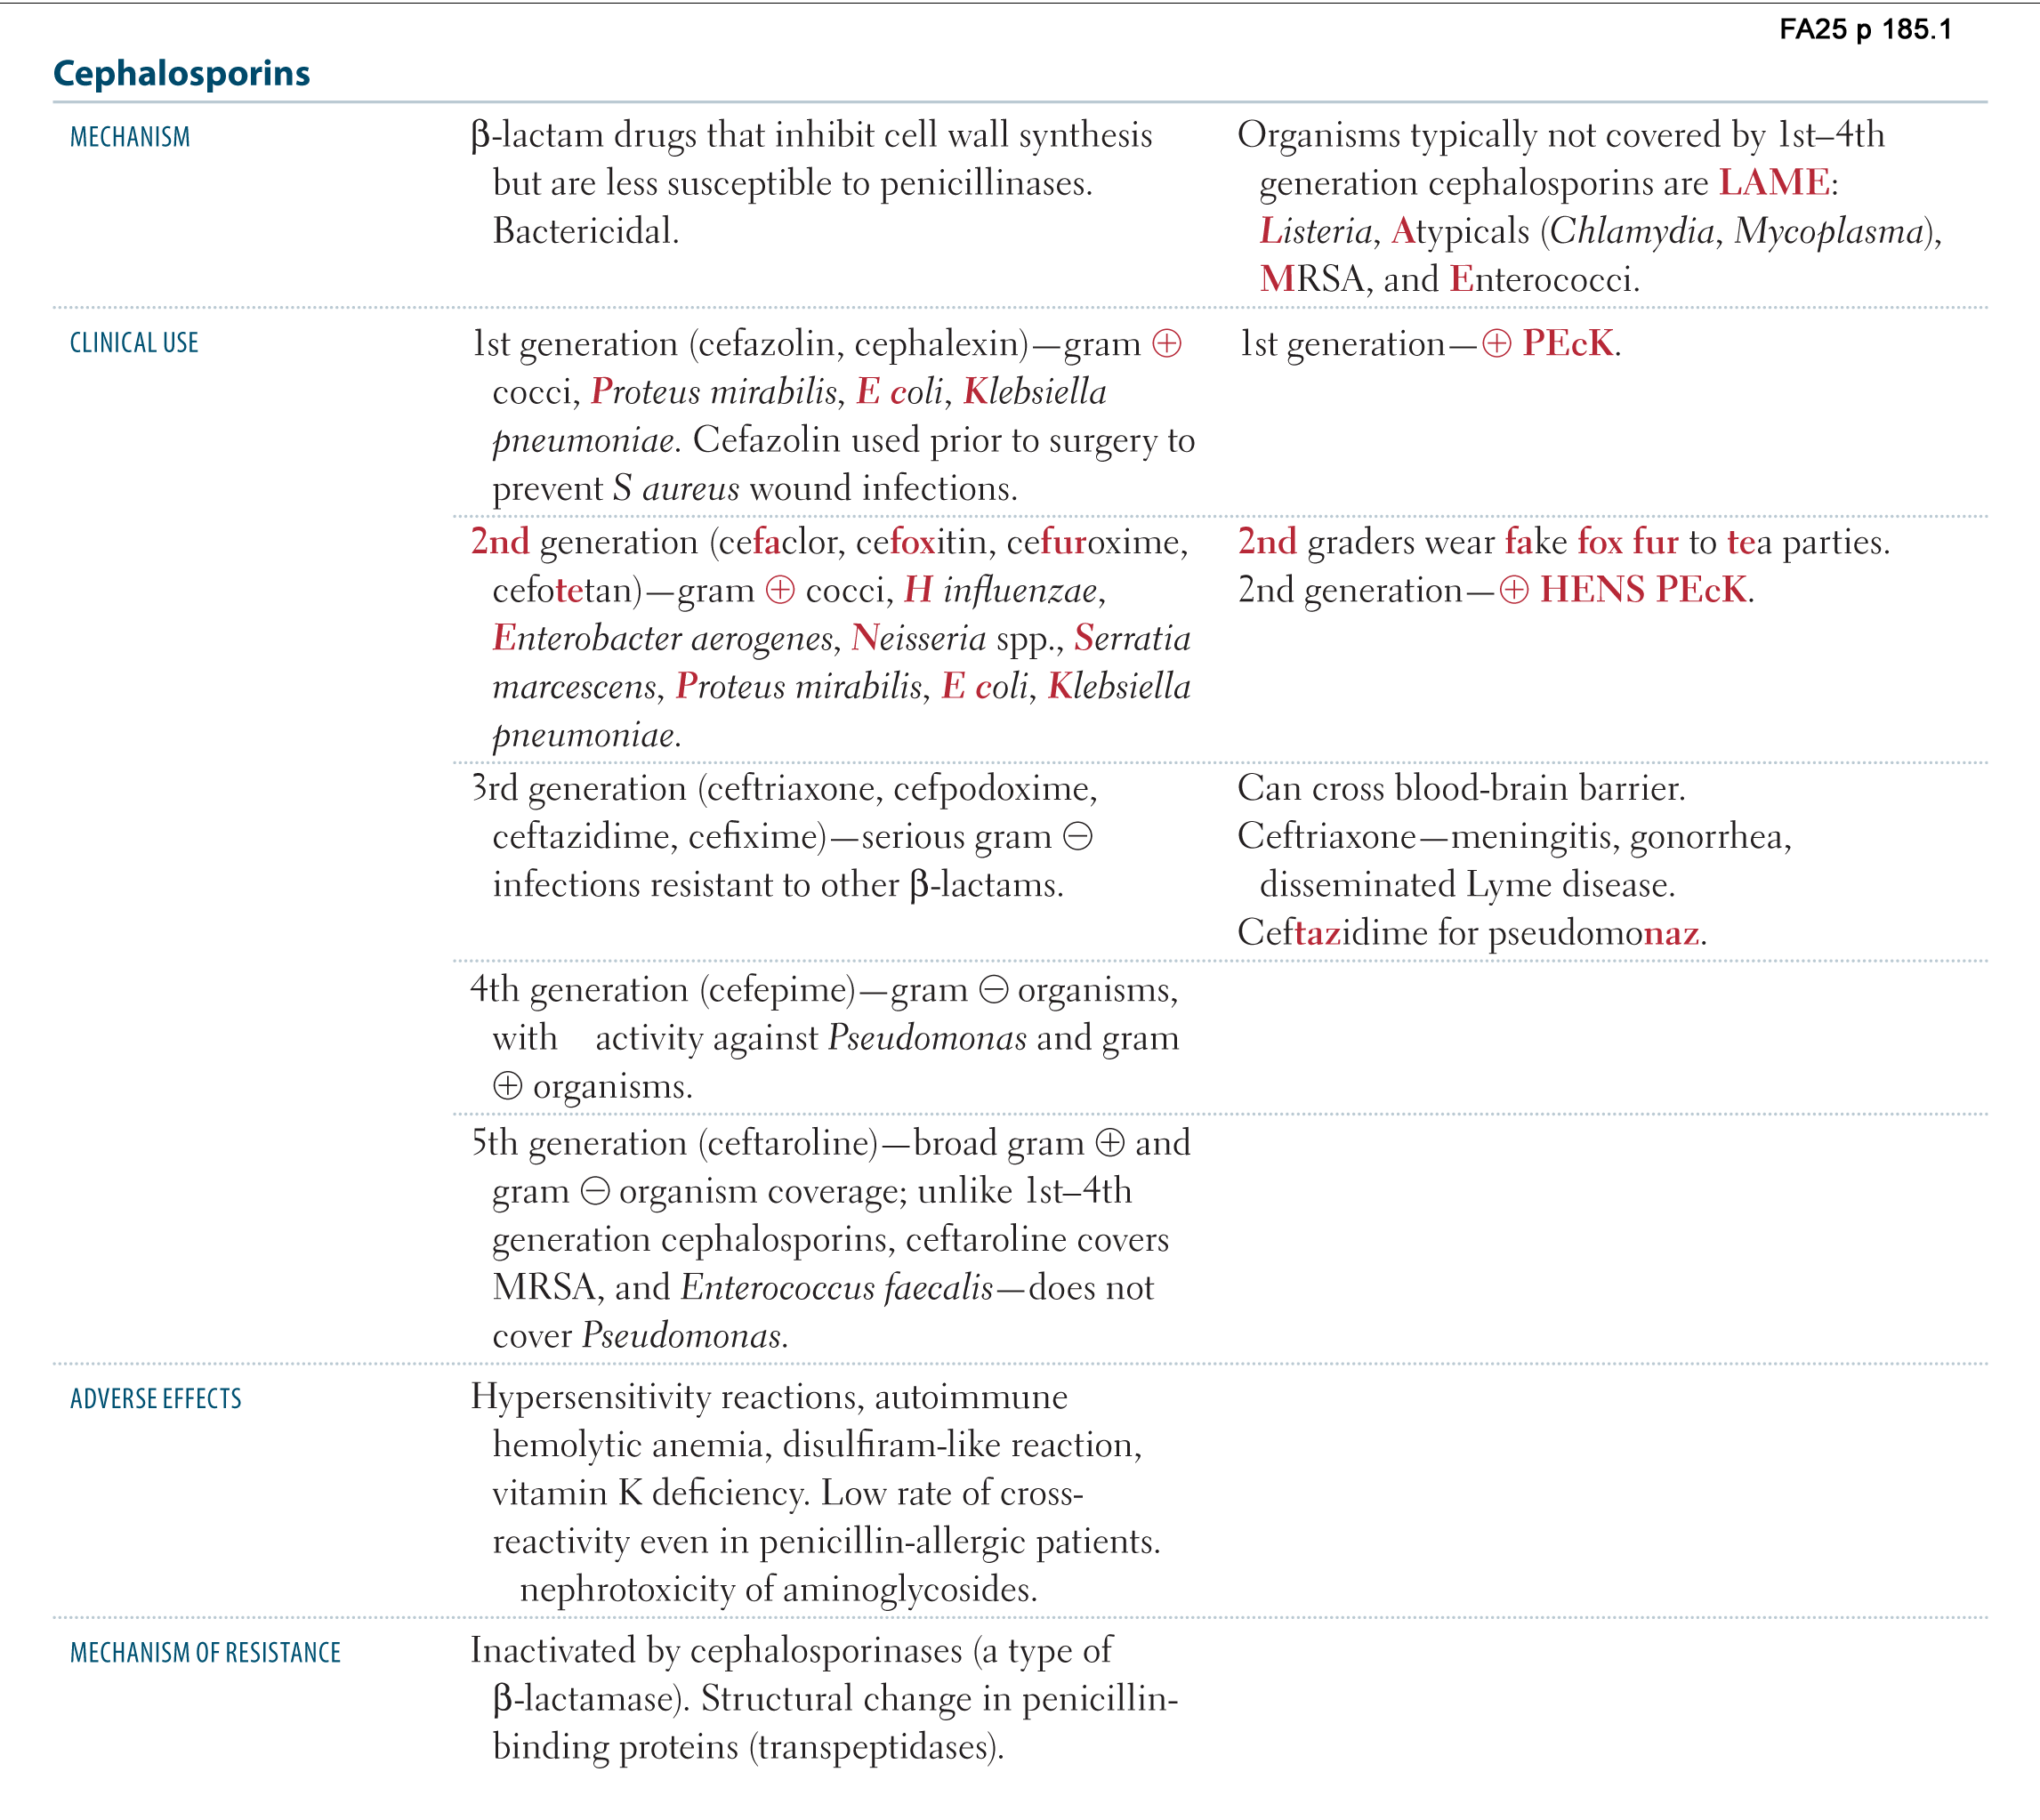 FA25 p 185.1
Cephalosporins
MECHANISM
β-lactam drugs that inhibit cell wall synthesis
but are less susceptible to penicillinases.
Bactericidal.
Organisms typically not covered by 1st–4th
generation cephalosporins are LAME:
Listeria, Atypicals (Chlamydia, Mycoplasma),
MRSA, and Enterococci.
CLINICAL USE
1st generation (cefazolin, cephalexin)—gram ⊕
cocci, Proteus mirabilis, E coli, Klebsiella
pneumoniae. Cefazolin used prior to surgery to
prevent S aureus wound infections.
1st generation—⊕ PEcK.
2nd generation (cefaclor, cefoxitin, cefuroxime,
cefotetan)—gram ⊕ cocci, H influenzae,
Enterobacter aerogenes, Neisseria spp., Serratia
marcescens, Proteus mirabilis, E coli, Klebsiella
pneumoniae.
2nd graders wear fake fox fur to tea parties.
2nd generation—⊕ HENS PEcK.
3rd generation (ceftriaxone, cefpodoxime,
ceftazidime, cefixime)—serious gram ⊖
infections resistant to other β-lactams.
Can cross blood-brain barrier.
Ceftriaxone—meningitis, gonorrhea,
disseminated Lyme disease.
Ceftazidime for pseudomonaz.
4th generation (cefepime)—gram ⊖ organisms,
with activity against Pseudomonas and gram
⊕ organisms.
5th generation (ceftaroline)—broad gram ⊕ and
gram ⊖ organism coverage; unlike 1st–4th
generation cephalosporins, ceftaroline covers
MRSA, and Enterococcus faecalis—does not
cover Pseudomonas.
ADVERSE EFFECTS
Hypersensitivity reactions, autoimmune
hemolytic anemia, disulfiram-like reaction,
vitamin K deficiency. Low rate of cross-
reactivity even in penicillin-allergic patients.
nephrotoxicity of aminoglycosides.
MECHANISM OF RESISTANCE
Inactivated by cephalosporinases (a type of
β-lactamase). Structural change in penicillin-
binding proteins (transpeptidases).